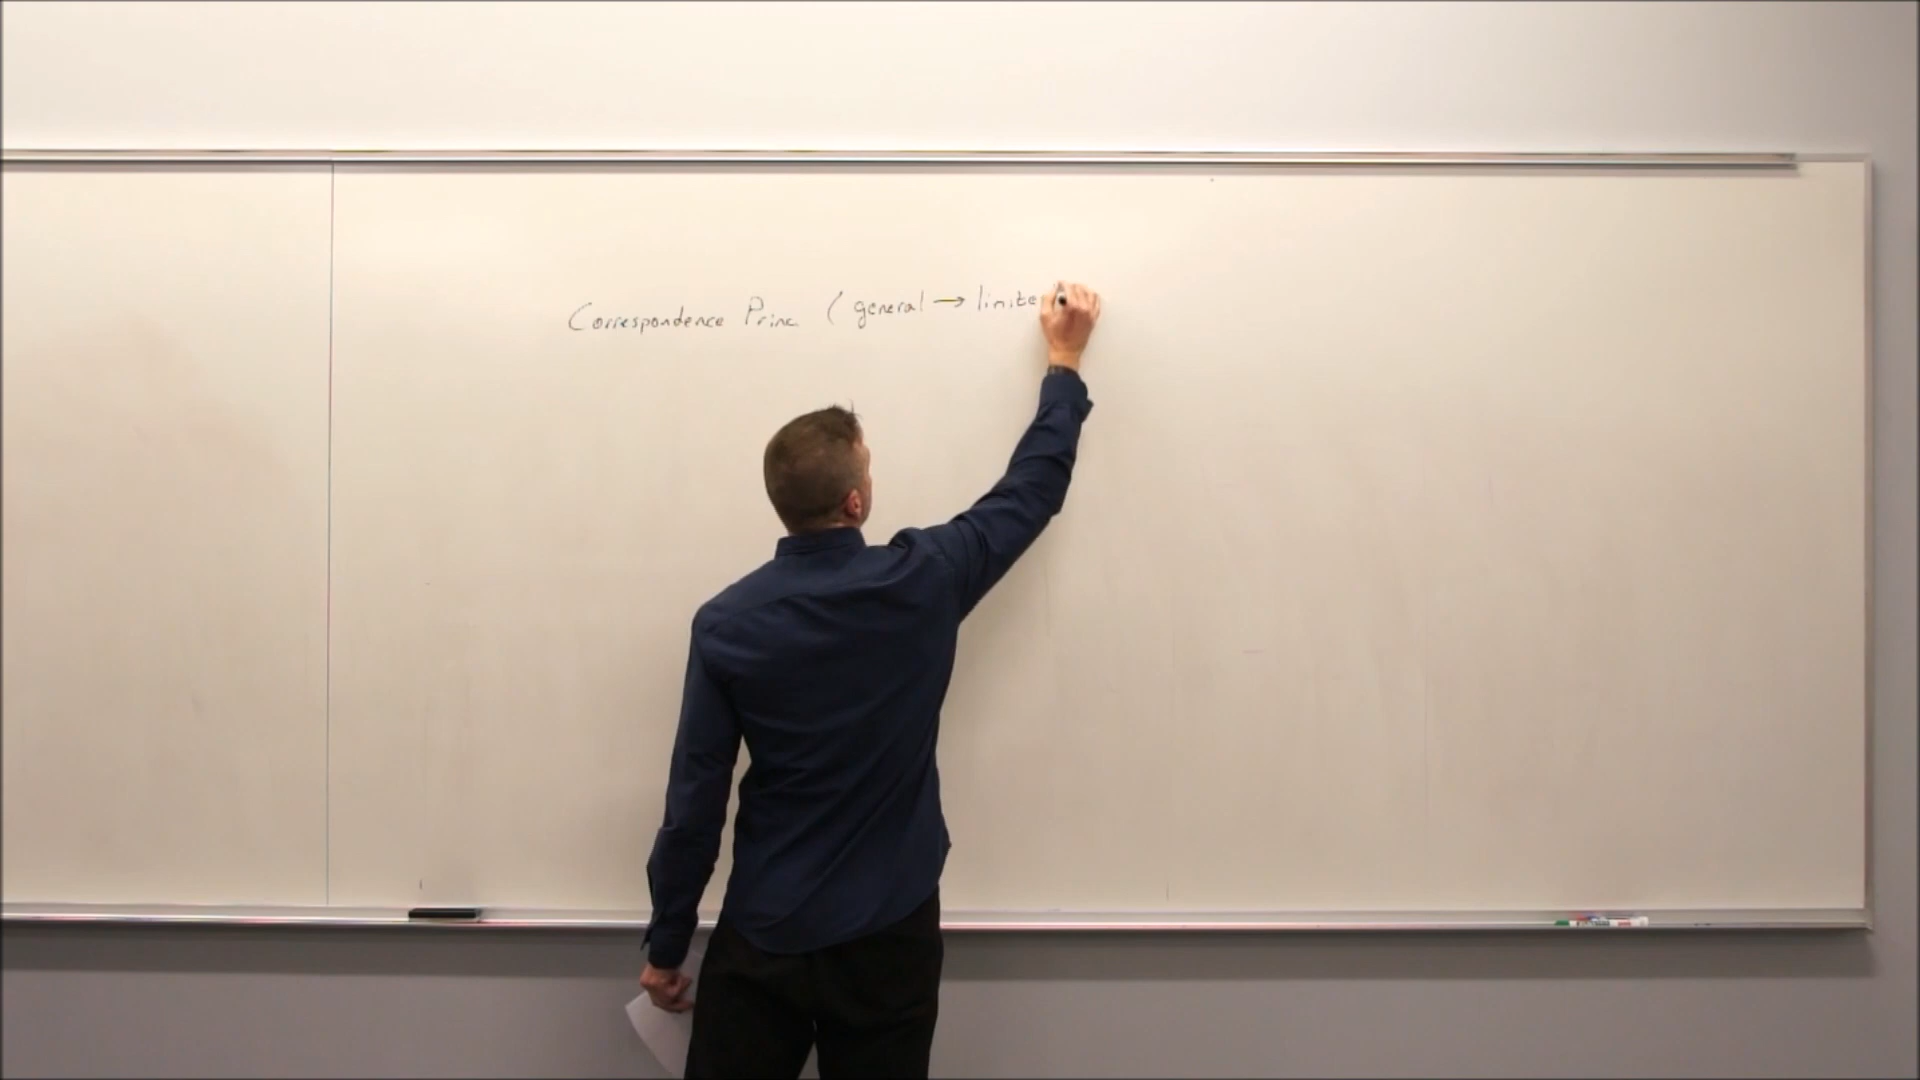 Correspondence Princ (general → limite